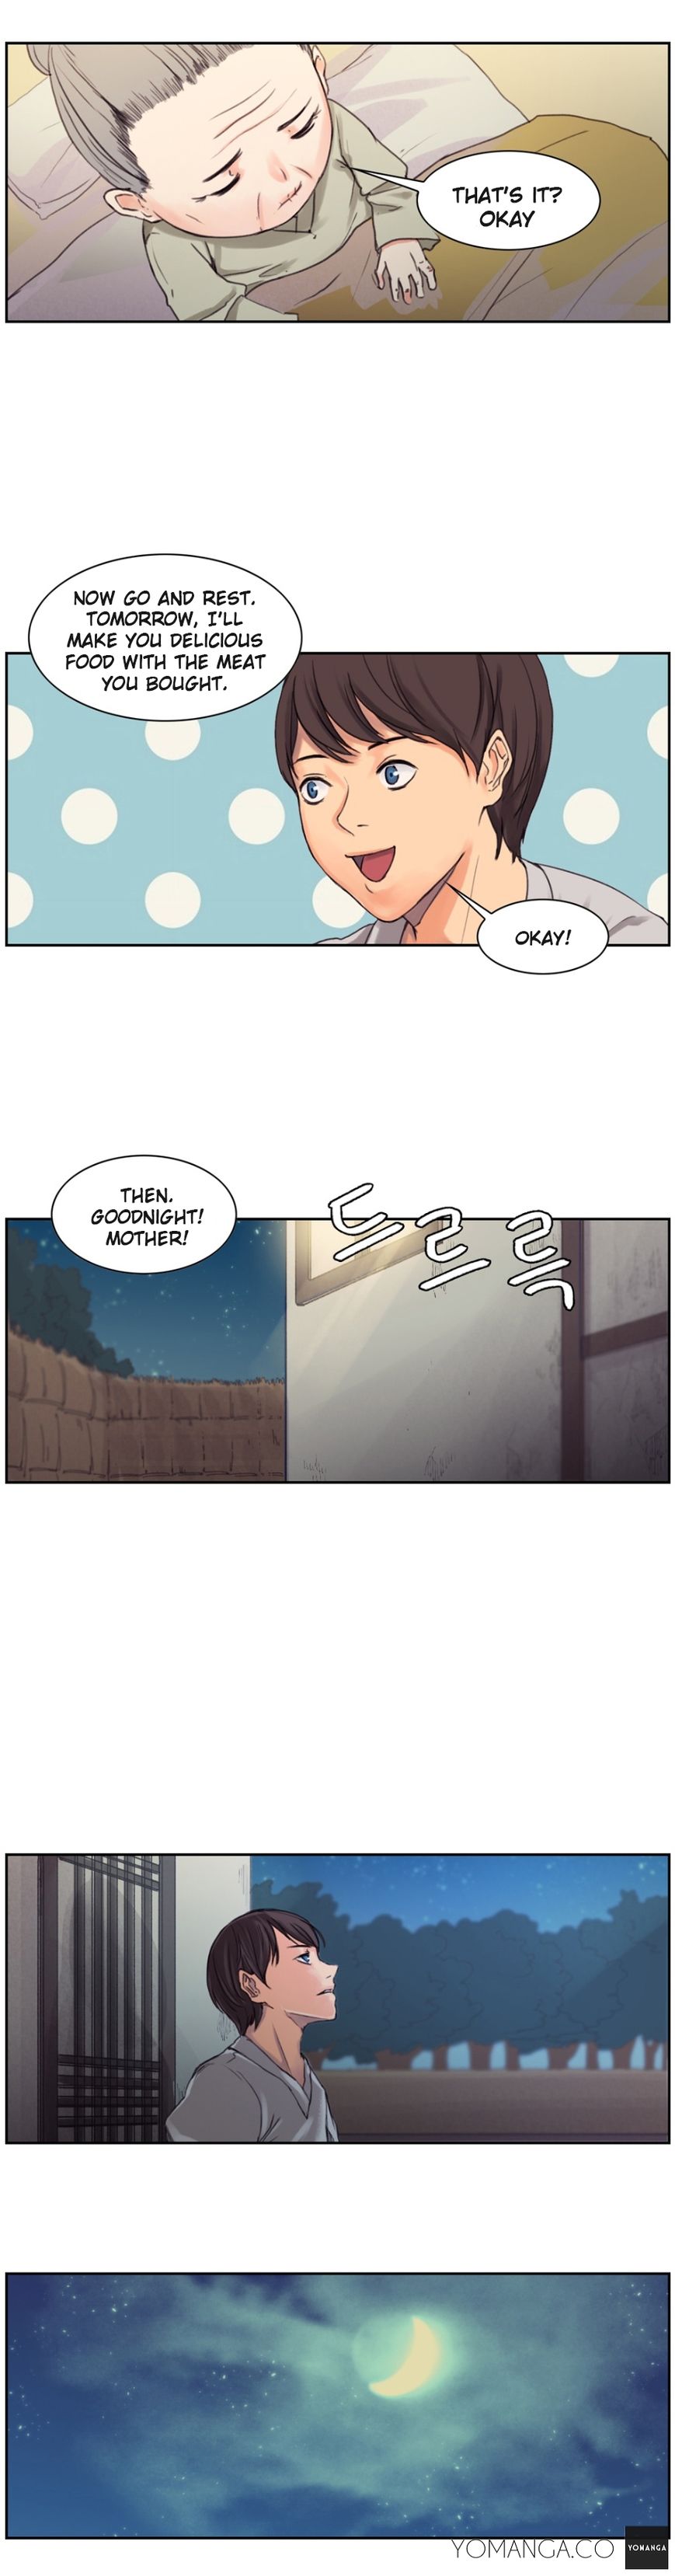 THAT'S IT?
OKAY
NOW GO AND REST.
TOMORROW, I'LL
MAKE YOU DELICIOUS
FOOD WITH THE MEAT
YOU BOUGHT.
OKAY!
THEN.
GOODNIGHT!
MOTHER!
드르륵
YOMANGA.CO
YOMANGA